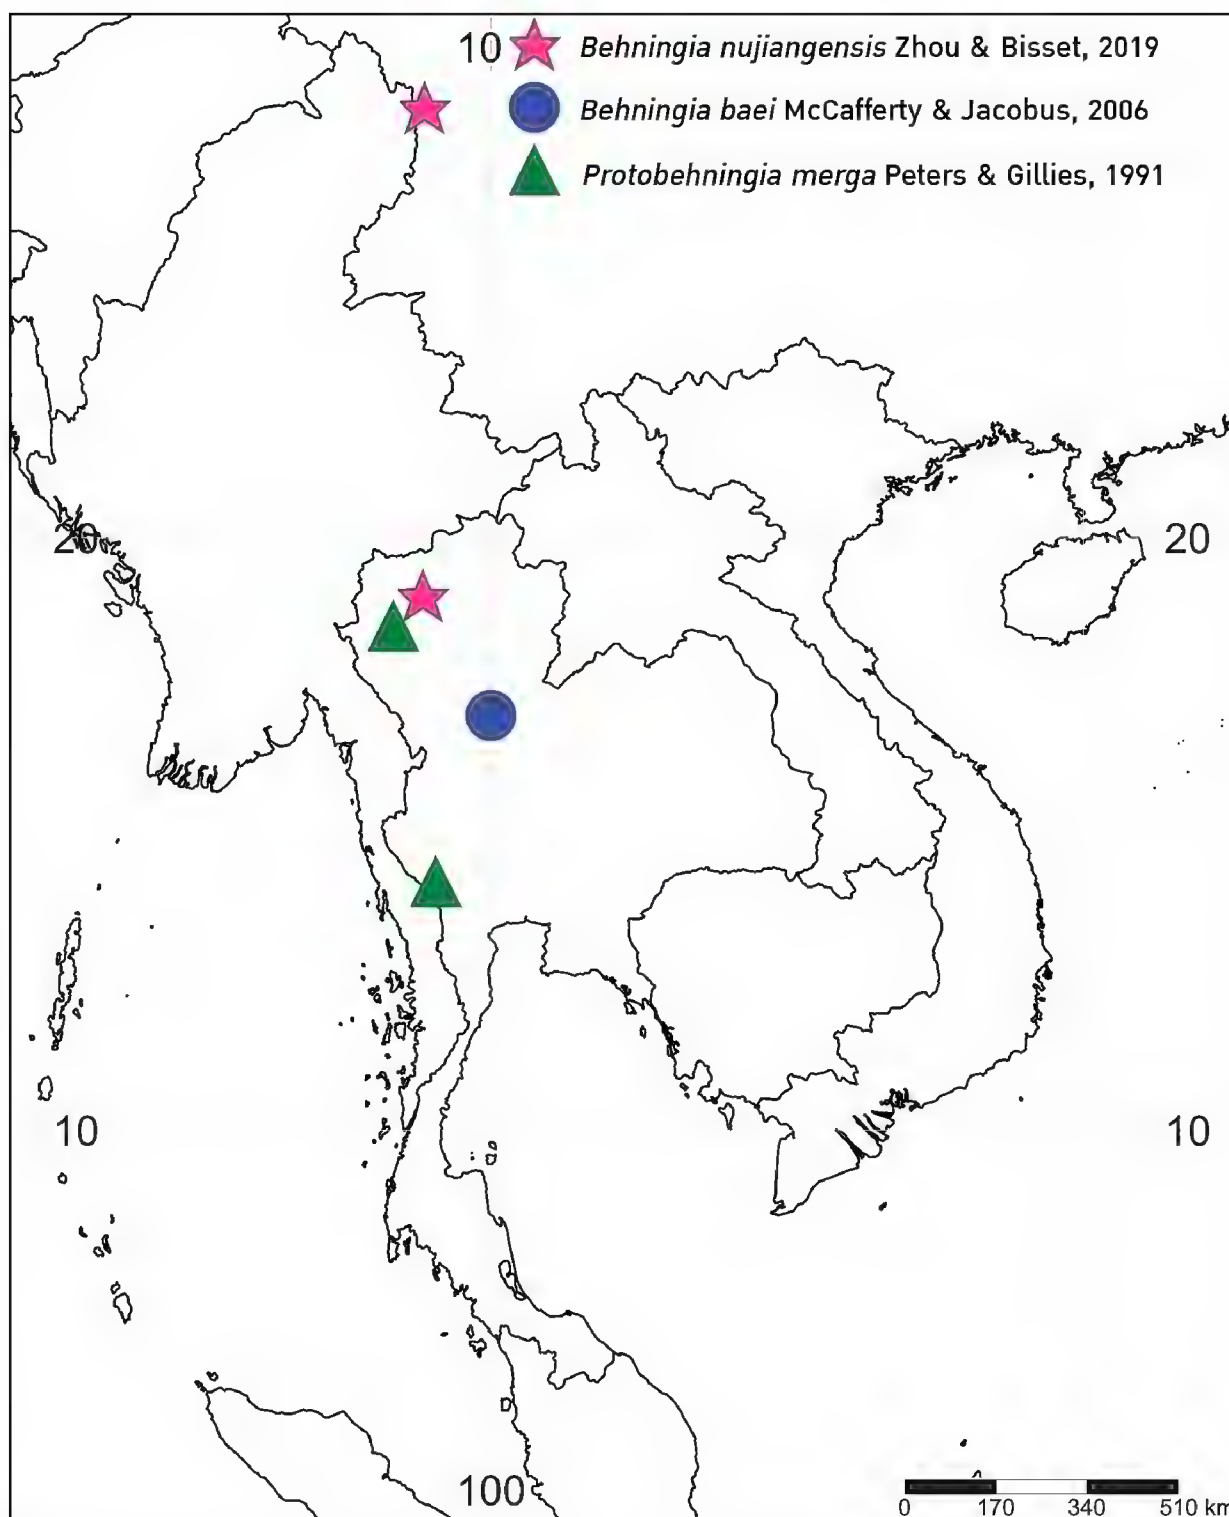 10 Behningia nujiangensis Zhou & Bisset, 2019
Behningia baei McCafferty & Jacobus, 2006
Protobehningia merga Peters & Gillies, 1991
20 20
10 10
100
0 170 340 510 km